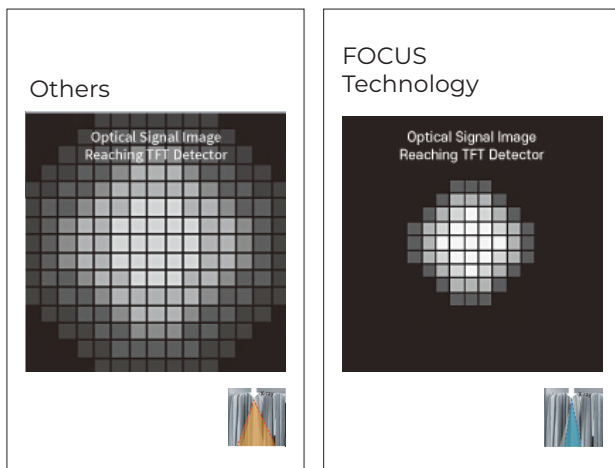 Others
Optical Signal Image
Reaching TFT Detector
FOCUS
Technology
Optical Signal Image
Reaching TFT Detector